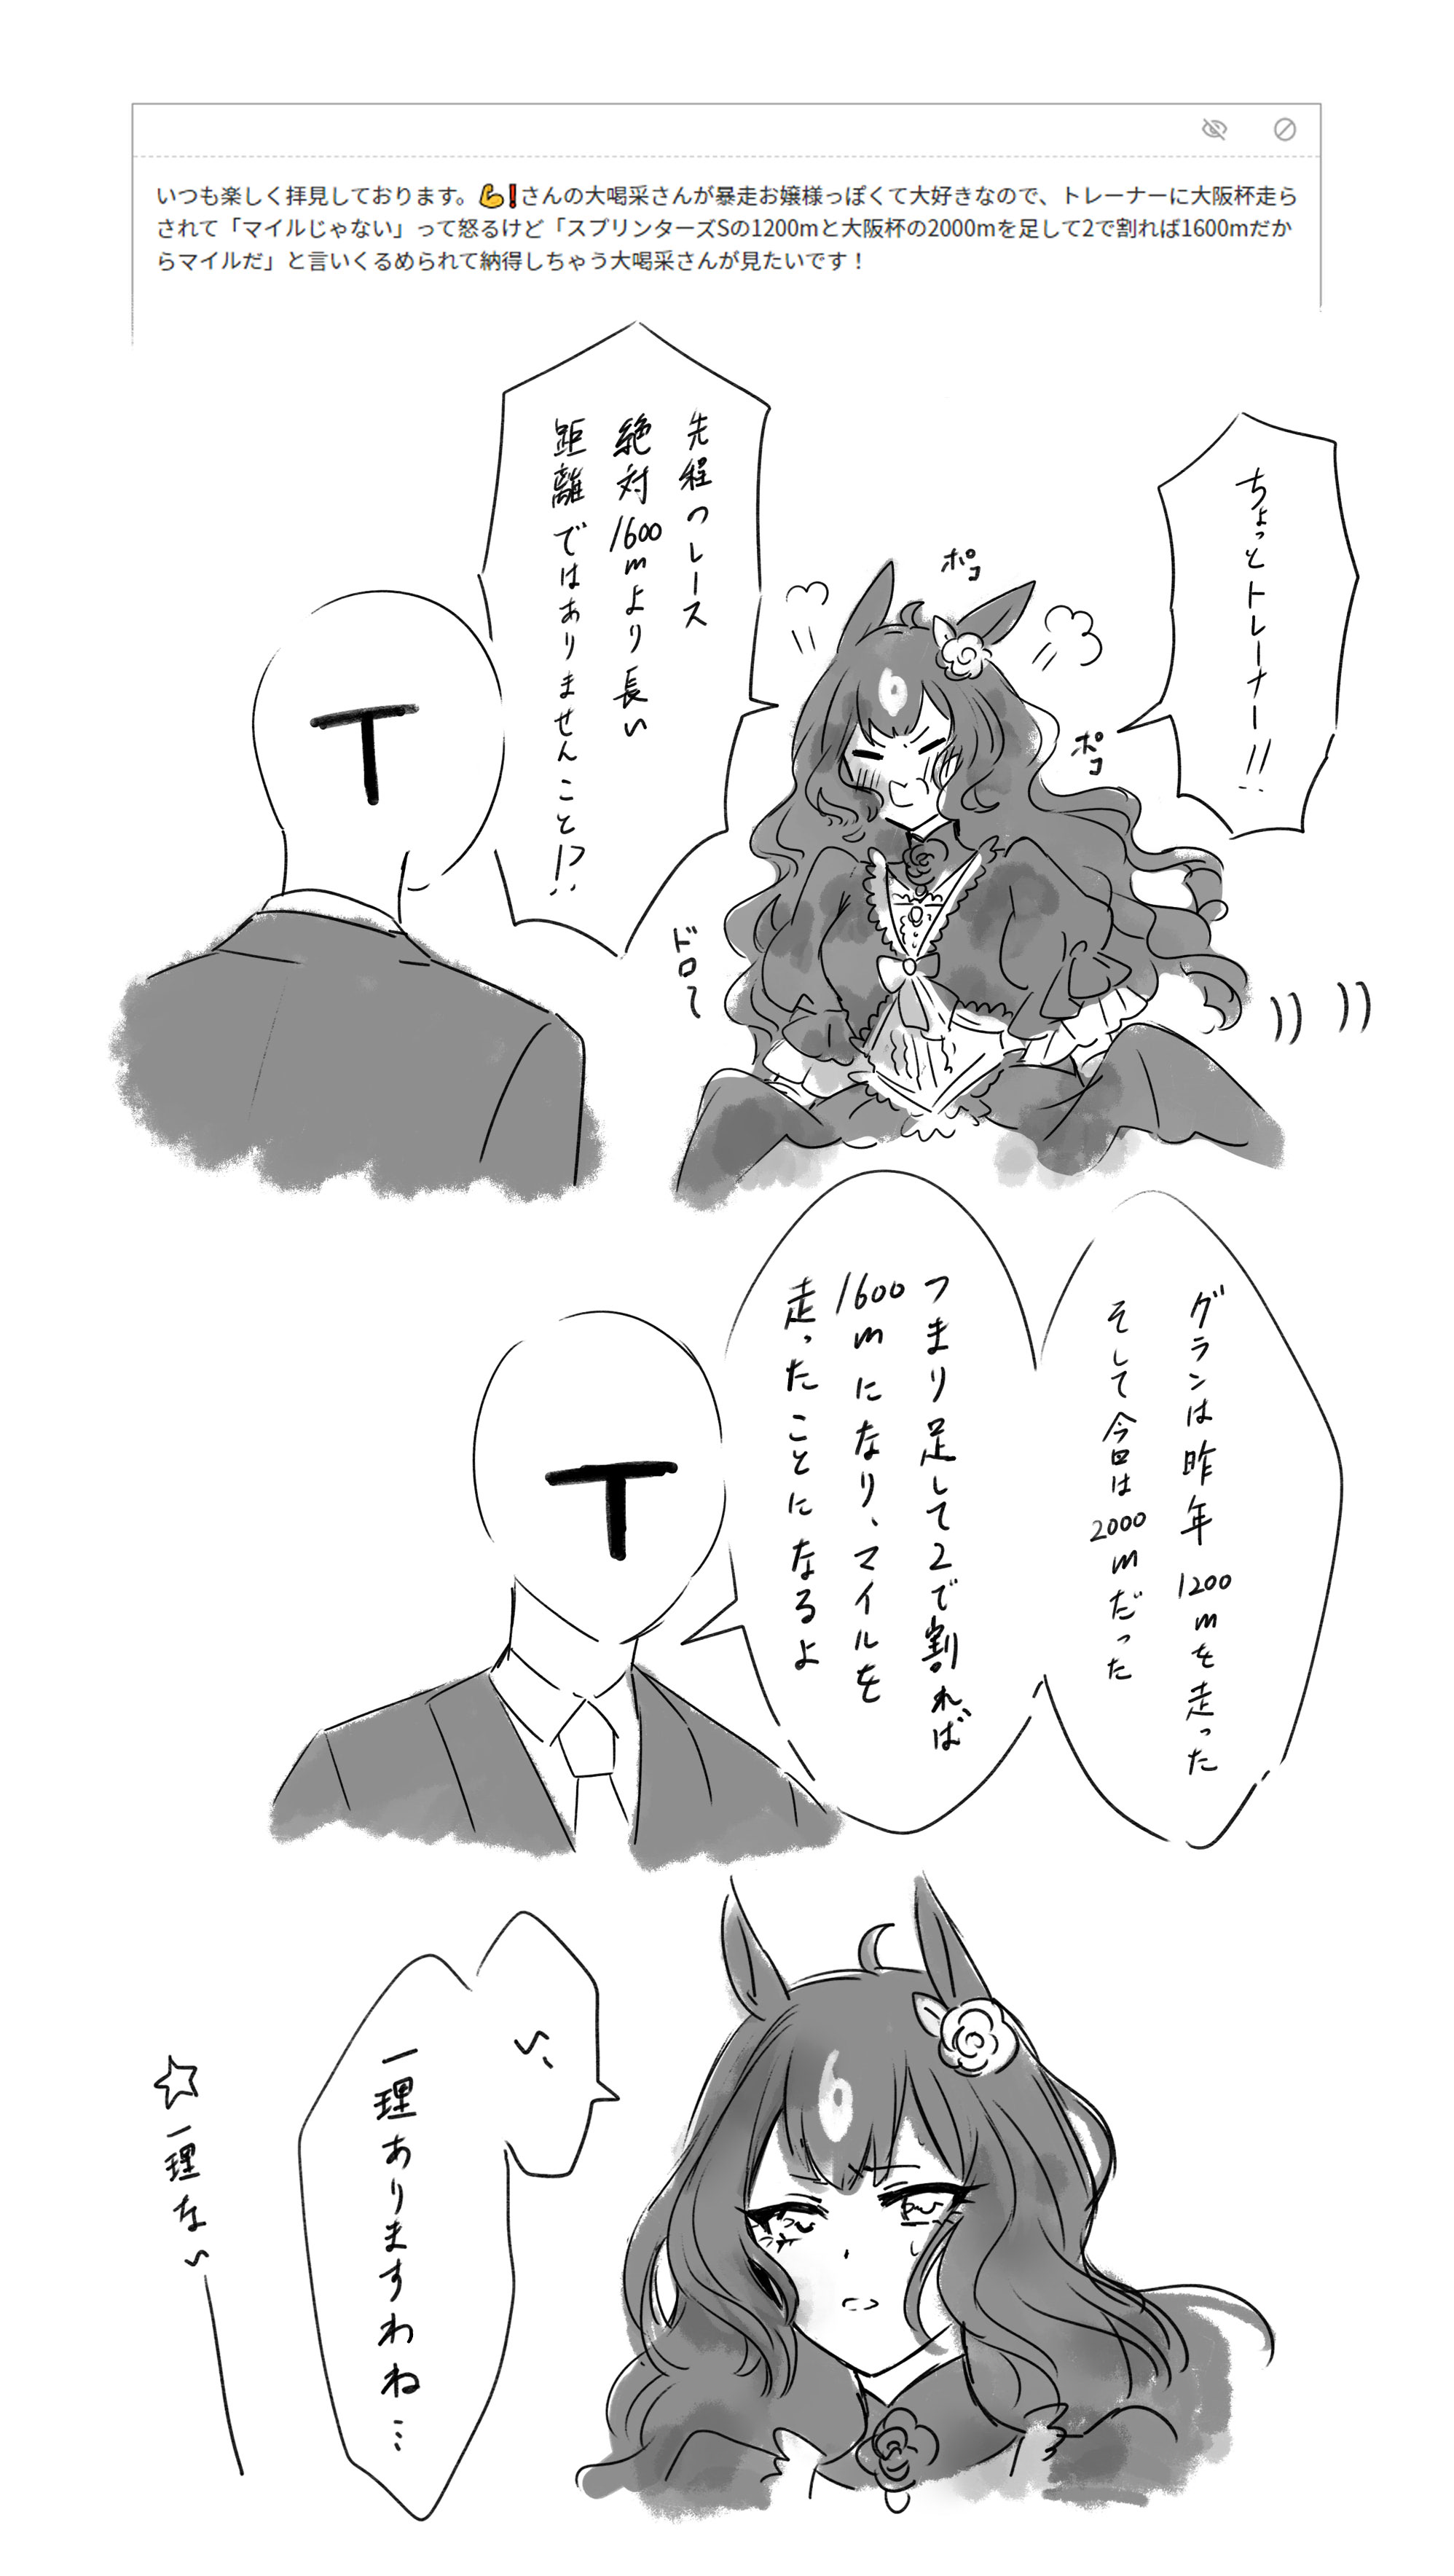 いつも楽しく拝見しております。💪❗さんの大喝采さんが暴走お嬢様っぽくて大好きなので、トレーナーに大阪杯走ら
されて「マイルじゃない」って怒るけど「スプリンターズSの1200mと大阪杯の2000mを足して2で割れば1600mだか
らマイルだ」と言いくるめられて納得しちゃう大喝采さんが見たいです！
ちょっとトレーナー!!
ポコ
ポコ
先程のレース
絶対1600mより長い
距離ではありませんこと!?
ドロ〜
T
グランは昨年1200mを走った
そして今回は2000mだった
つまり足して2で割れば
1600mになり、マイルを
走ったことになるよ
T
い、
一理ありますわね…
☆一理な〜